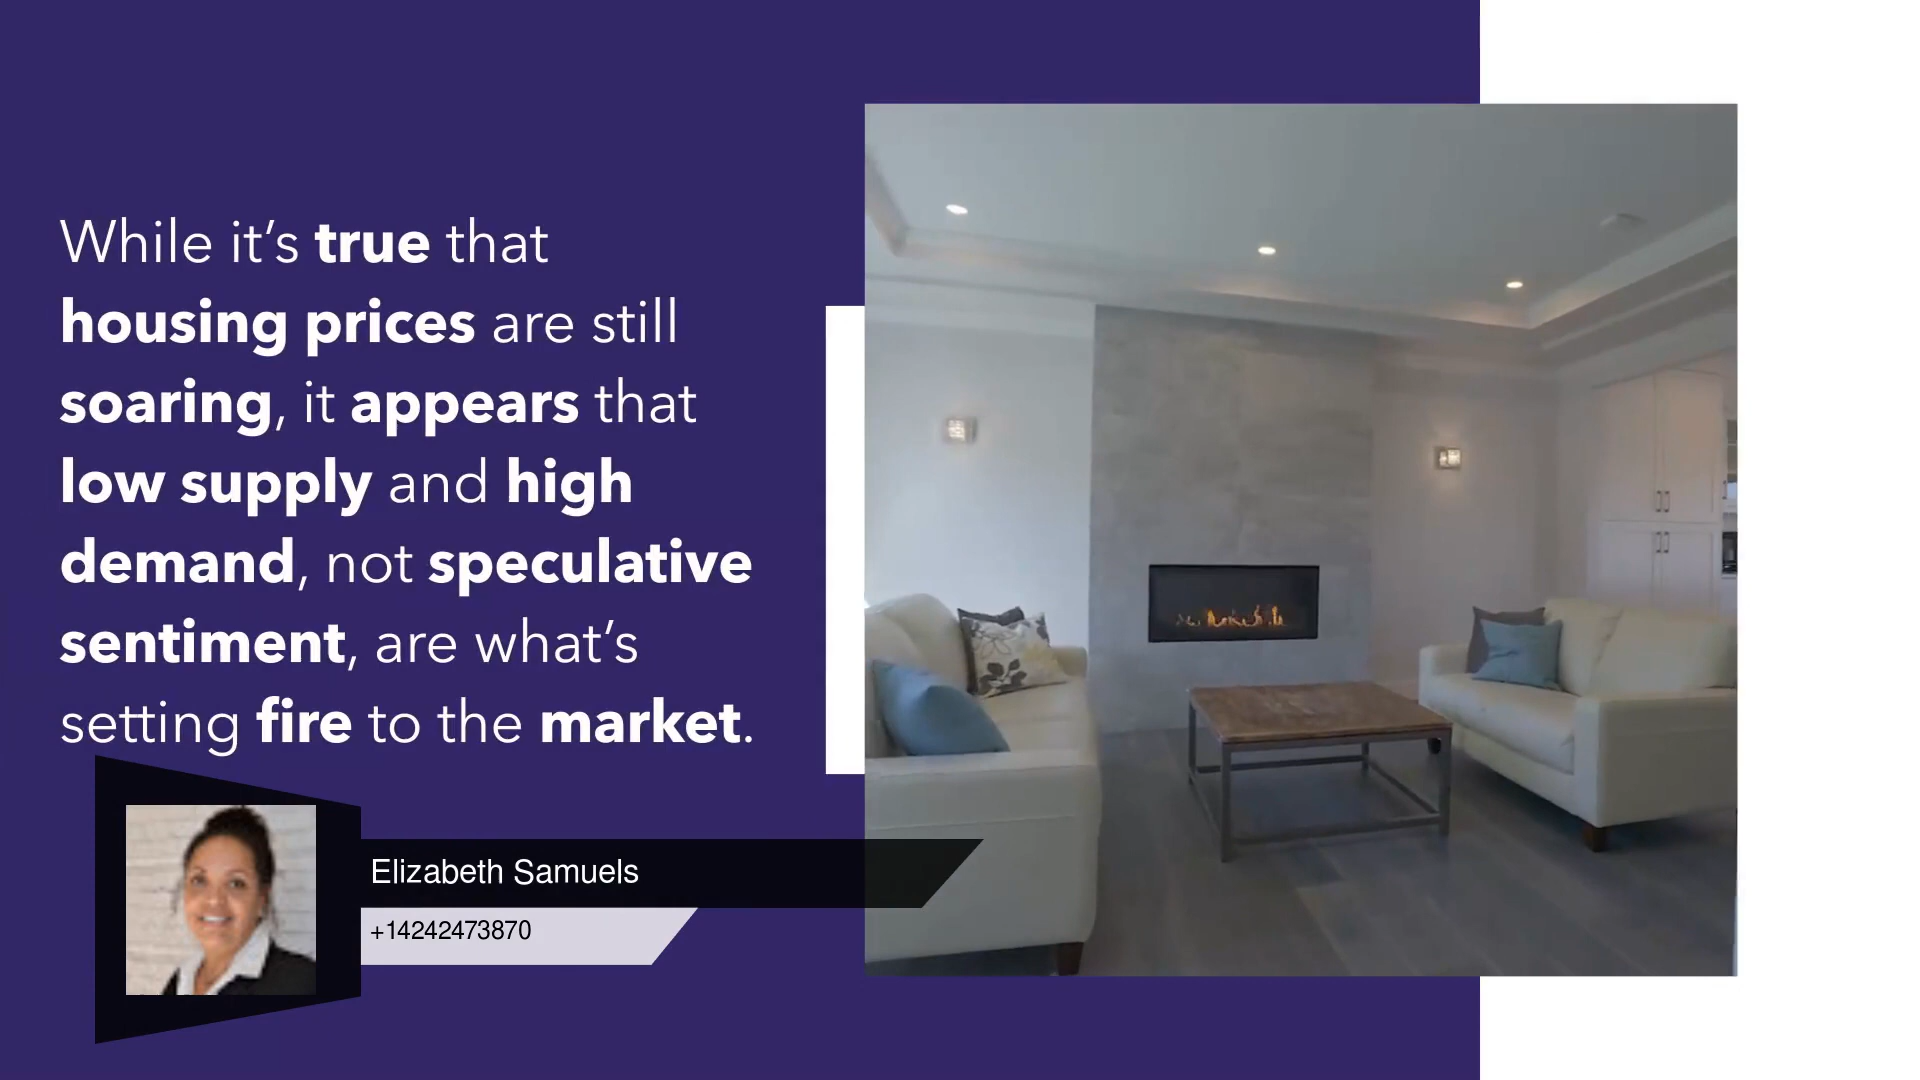 While it’s true that
housing prices are still
soaring, it appears that
low supply and high
demand, not speculative
sentiment, are what’s
setting fire to the market.
Elizabeth Samuels
+14242473870